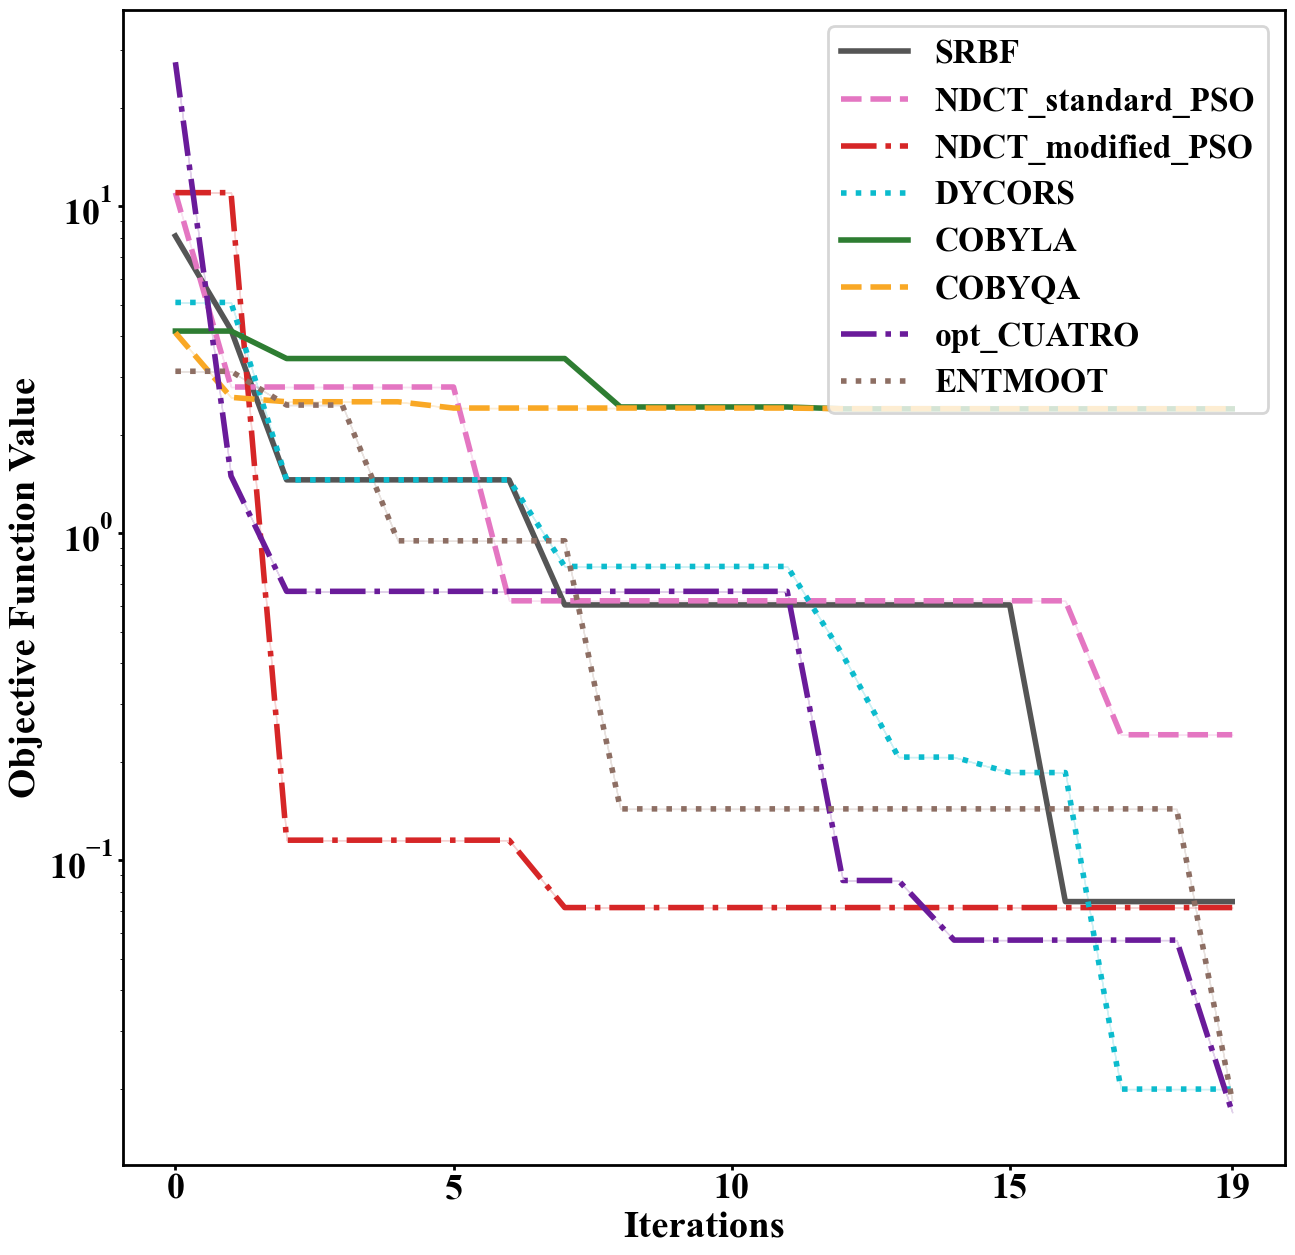 Objective Function Value
10^1
10^0
10^−1
SRBF
NDCT_standard_PSO
NDCT_modified_PSO
DYCORS
COBYLA
COBYQA
opt_CUATRO
ENTMOOT
0 5 10 15 19
Iterations